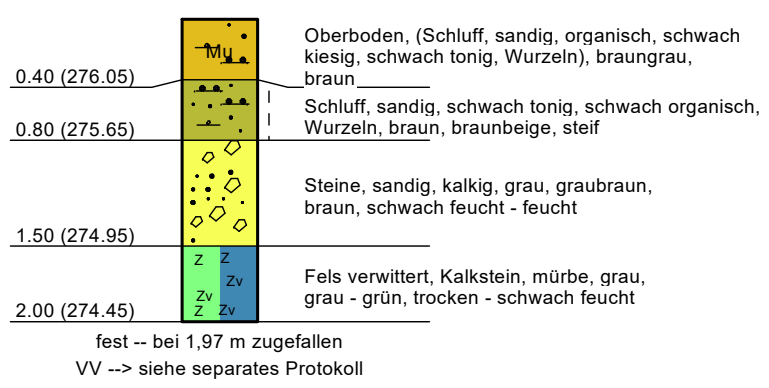 Oberboden, (Schluff, sandig, organisch, schwach
kiesig, schwach tonig, Wurzeln), braungrau,
braun
Mu
0.40 (276.05)
Schluff, sandig, schwach tonig, schwach organisch,
Wurzeln, braun, braunbeige, steif
0.80 (275.65)
Steine, sandig, kalkig, grau, graubraun,
braun, schwach feucht - feucht
1.50 (274.95)
Z Z
Zv
Zv
Z Zv
Fels verwittert, Kalkstein, mürbe, grau,
grau - grün, trocken - schwach feucht
2.00 (274.45)
fest -- bei 1,97 m zugefallen
VV --> siehe separates Protokoll